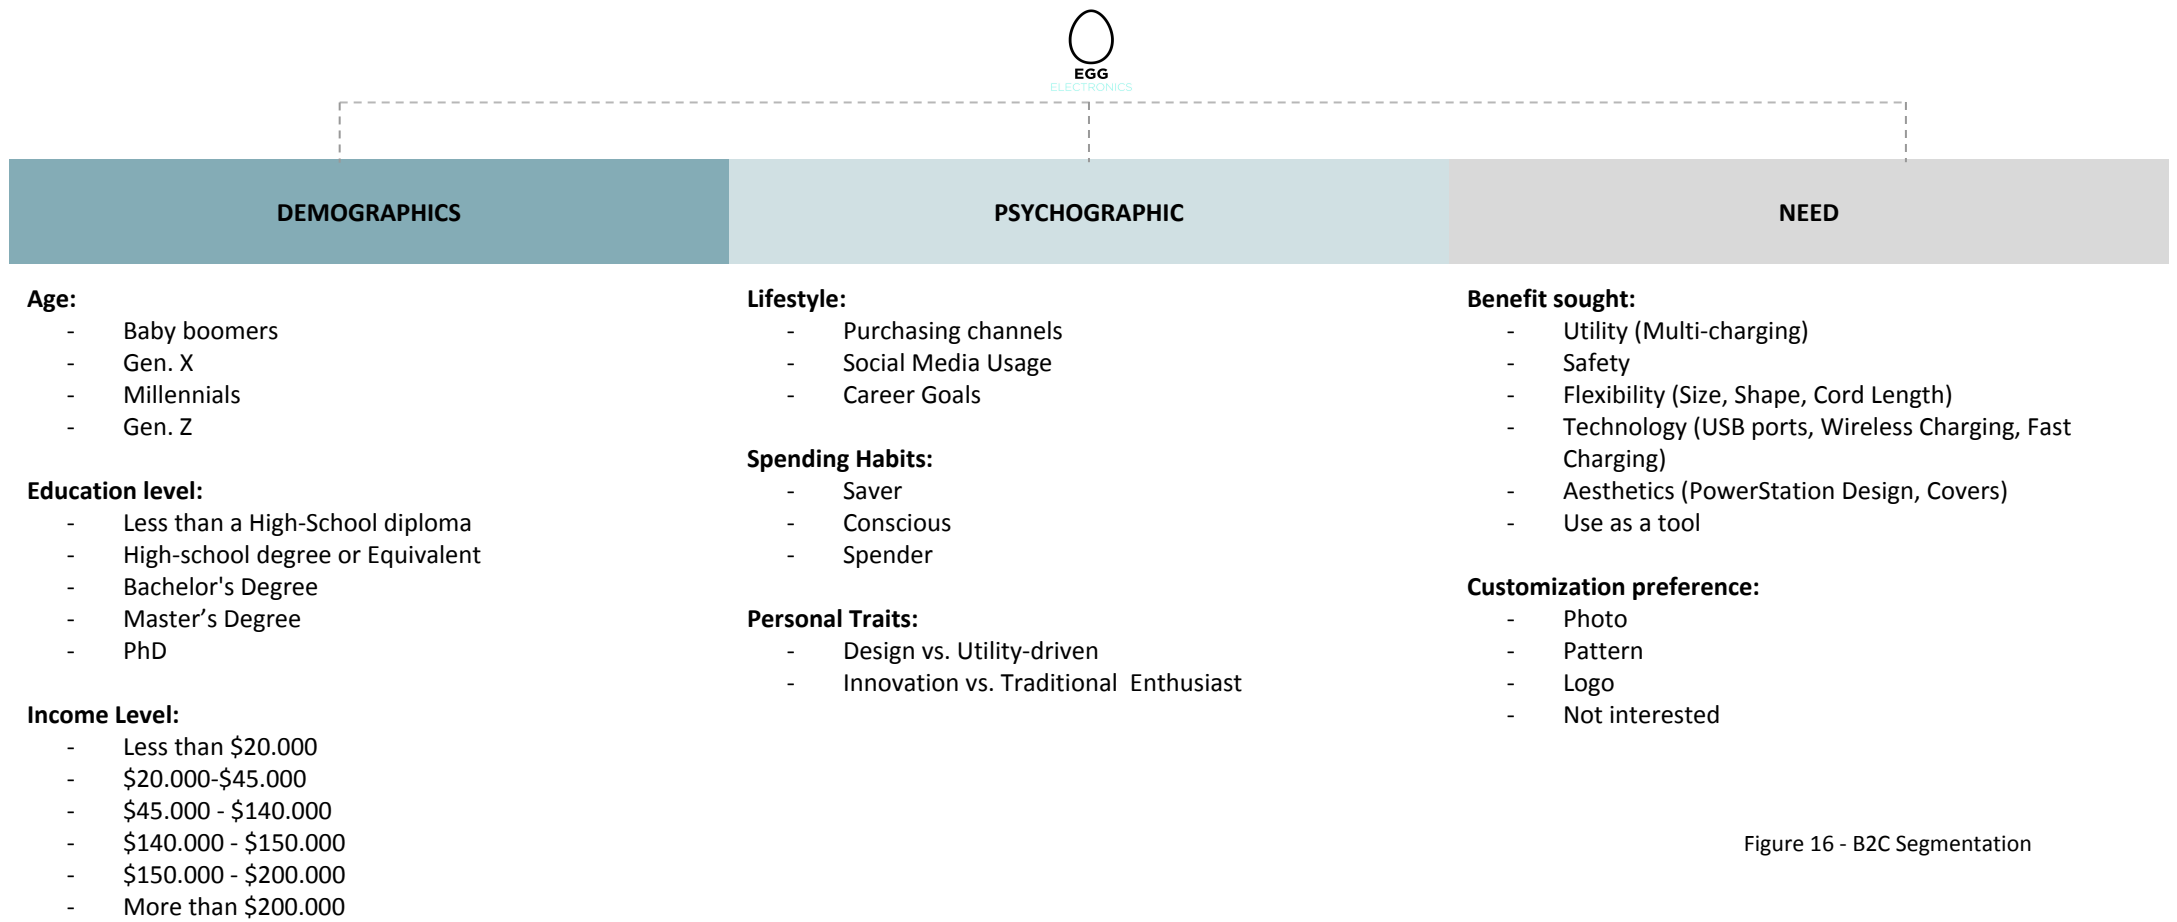 EGG
ELECTRONICS
DEMOGRAPHICS
PSYCHOGRAPHIC
NEED
Age:
- Baby boomers
- Gen. X
- Millennials
- Gen. Z
Education level:
- Less than a High-School diploma
- High-school degree or Equivalent
- Bachelor's Degree
- Master’s Degree
- PhD
Income Level:
- Less than $20.000
- $20.000-$45.000
- $45.000 - $140.000
- $140.000 - $150.000
- $150.000 - $200.000
- More than $200.000
Lifestyle:
- Purchasing channels
- Social Media Usage
- Career Goals
Spending Habits:
- Saver
- Conscious
- Spender
Personal Traits:
- Design vs. Utility-driven
- Innovation vs. Traditional  Enthusiast
Benefit sought:
- Utility (Multi-charging)
- Safety
- Flexibility (Size, Shape, Cord Length)
- Technology (USB ports, Wireless Charging, Fast
Charging)
- Aesthetics (PowerStation Design, Covers)
- Use as a tool
Customization preference:
- Photo
- Pattern
- Logo
- Not interested
Figure 16 - B2C Segmentation